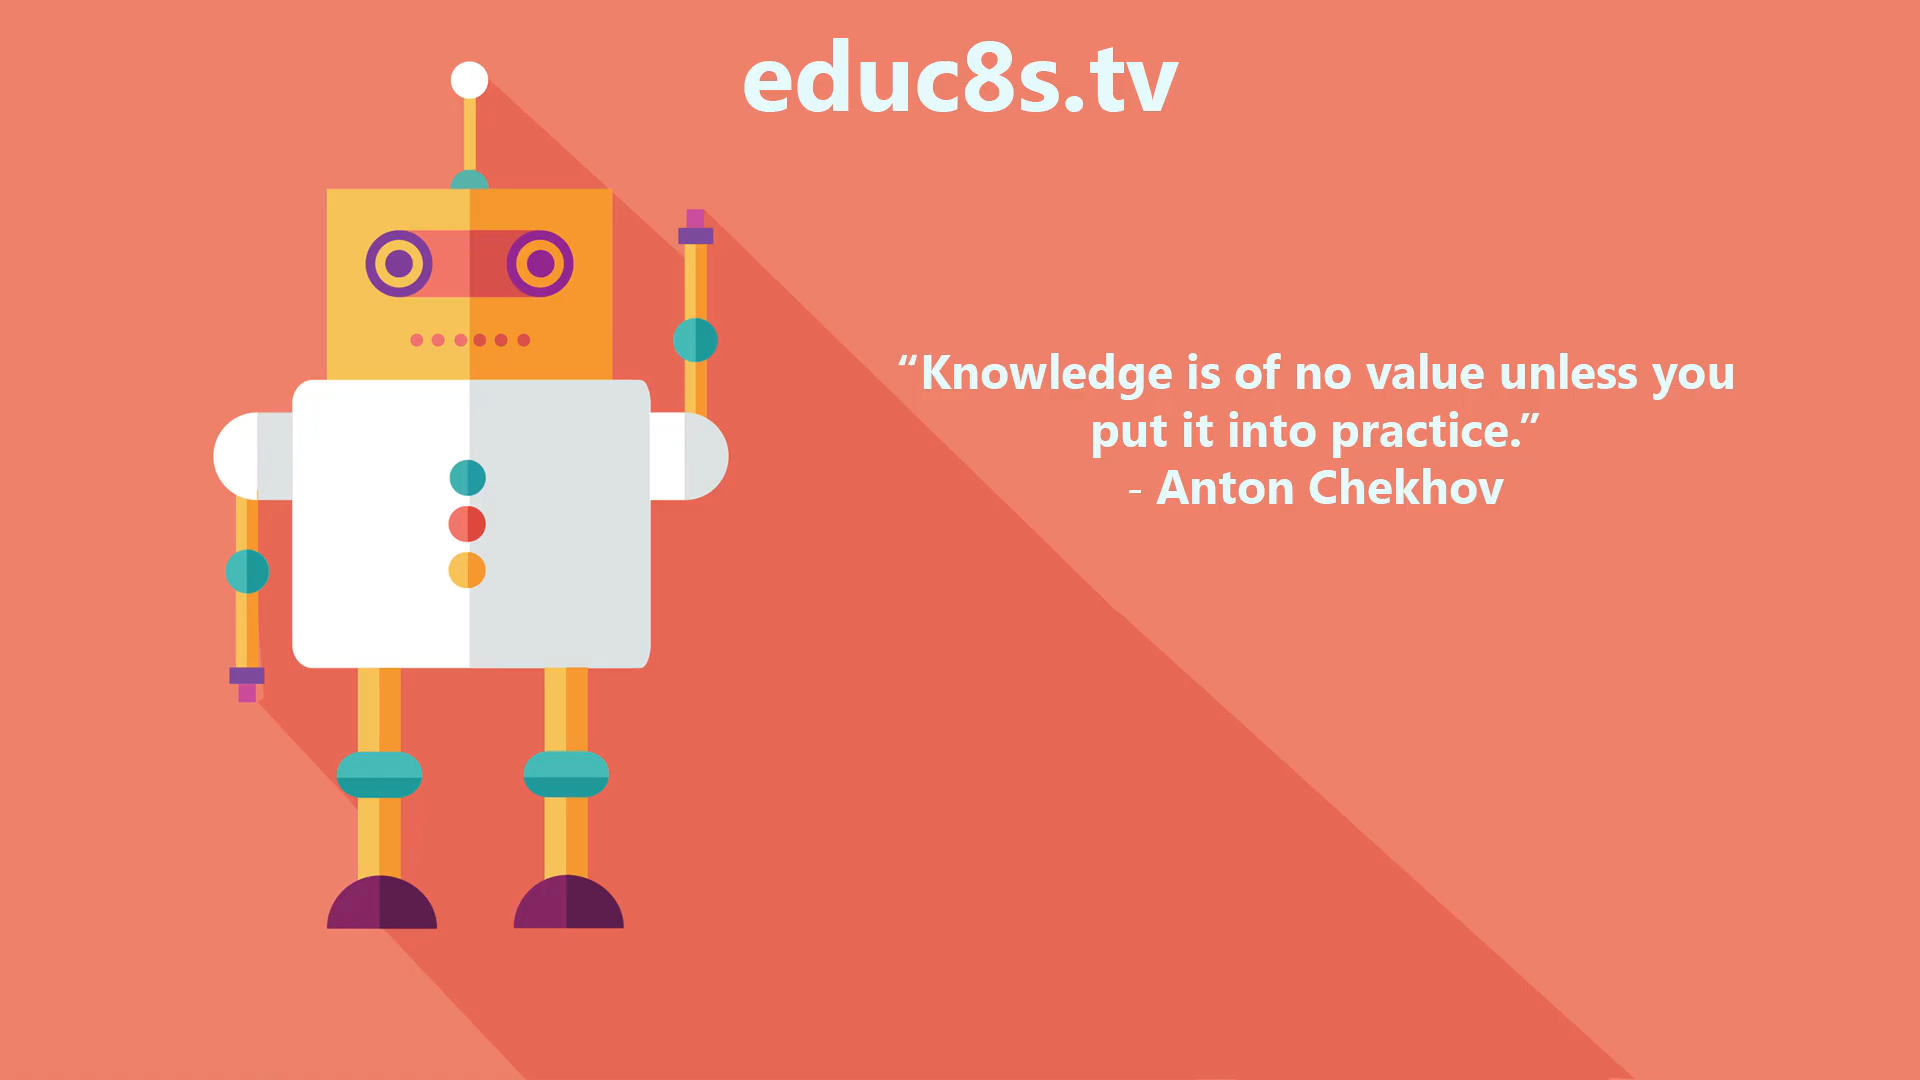 educ8s.tv
“Knowledge is of no value unless you
put it into practice.”
- Anton Chekhov